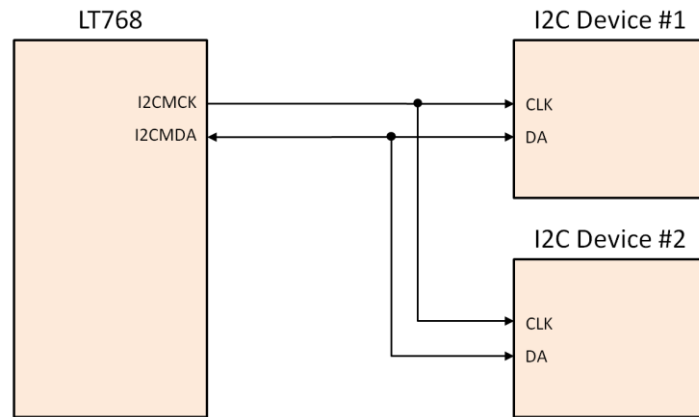 LT768
I2CMCK
I2CMDA
I2C Device #1
CLK
DA
I2C Device #2
CLK
DA